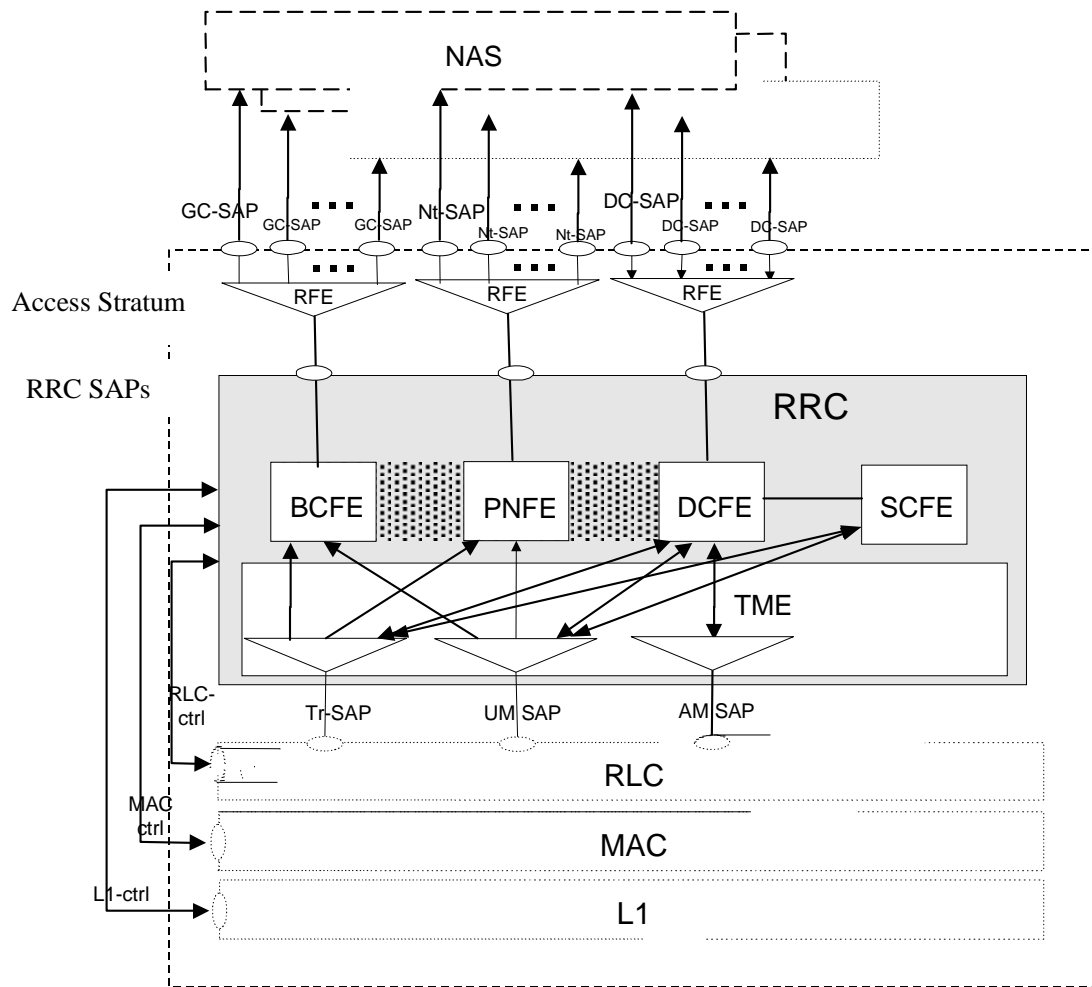 NAS
GC-SAP
GC-SAP
GC-SAP
Nt-SAP
Nt-SAP
Nt-SAP
DC-SAP
DC-SAP
DC-SAP
RFE
RFE
RFE
Access Stratum
RRC SAPs
RRC
BCFE
PNFE
DCFE
SCFE
TME
RLC-
ctrl
Tr-SAP
UM SAP
AM SAP
RLC
MAC
ctrl
MAC
L1-ctrl
L1